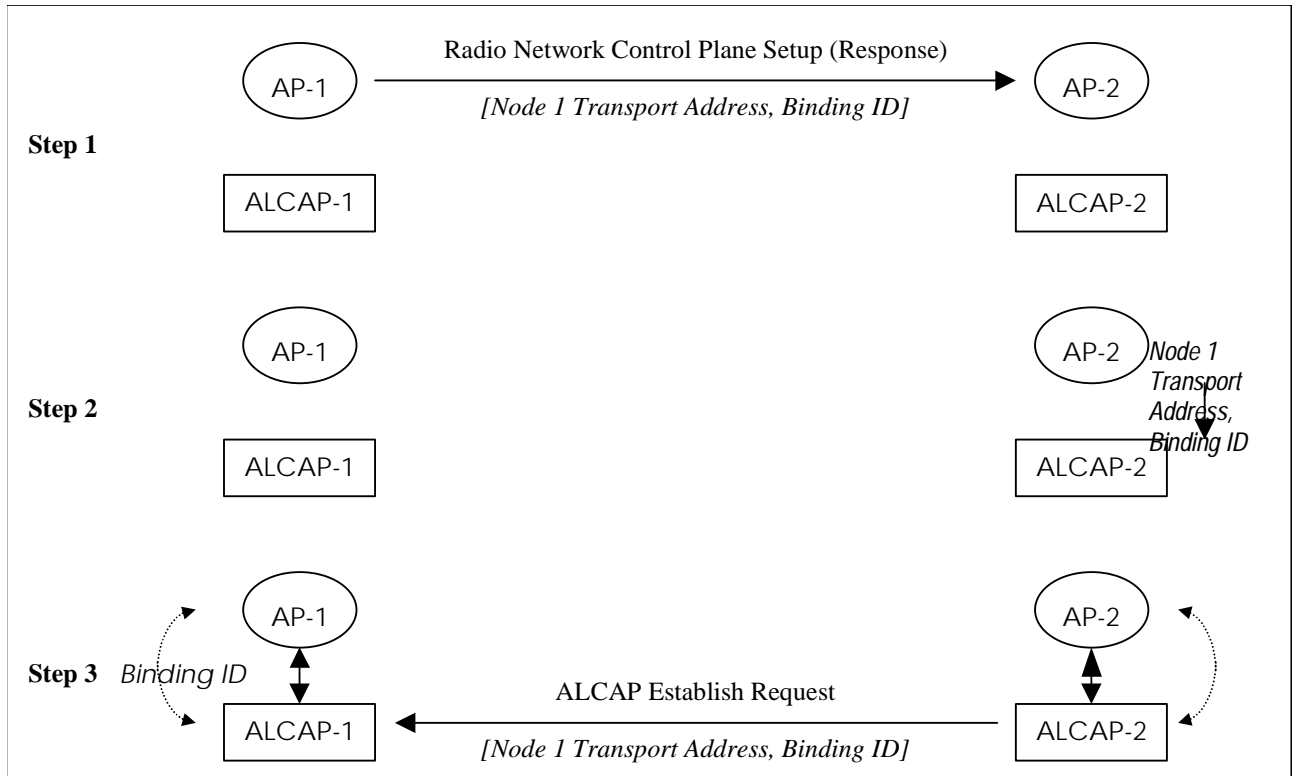 Radio Network Control Plane Setup (Response)
AP-1
AP-2
[Node 1 Transport Address, Binding ID]
Step 1
ALCAP-1
ALCAP-2
AP-1
AP-2
Node 1
Transport
Address,
Binding ID
Step 2
ALCAP-1
ALCAP-2
AP-1
AP-2
Step 3
Binding ID
ALCAP Establish Request
ALCAP-1
ALCAP-2
[Node 1 Transport Address, Binding ID]